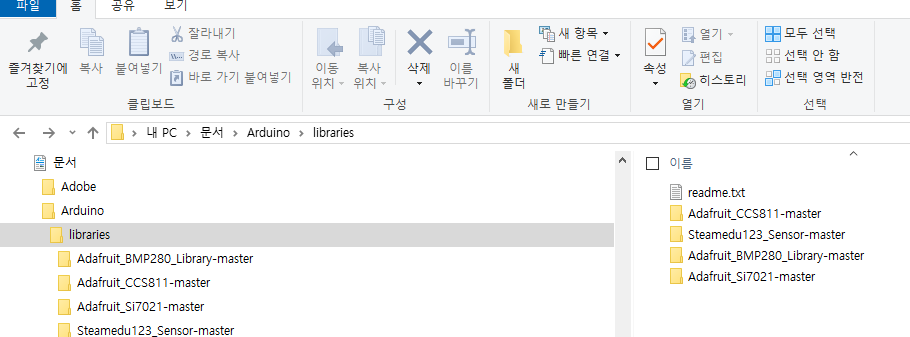 파일 홈 공유 보기
즐겨찾기에 고정
복사
붙여넣기
잘라내기
경로 복사
바로 가기 붙여넣기
클립보드
이동 위치
복사 위치
삭제
이름 바꾸기
구성
새 폴더
새 항목
빠른 연결
새로 만들기
속성
열기
편집
히스토리
열기
모두 선택
선택 안 함
선택 영역 반전
선택
내 PC > 문서 > Arduino > libraries
문서
Adobe
Arduino
libraries
Adafruit_BMP280_Library-master
Adafruit_CCS811-master
Adafruit_Si7021-master
Steamedu123_Sensor-master
이름
readme.txt
Adafruit_CCS811-master
Steamedu123_Sensor-master
Adafruit_BMP280_Library-master
Adafruit_Si7021-master